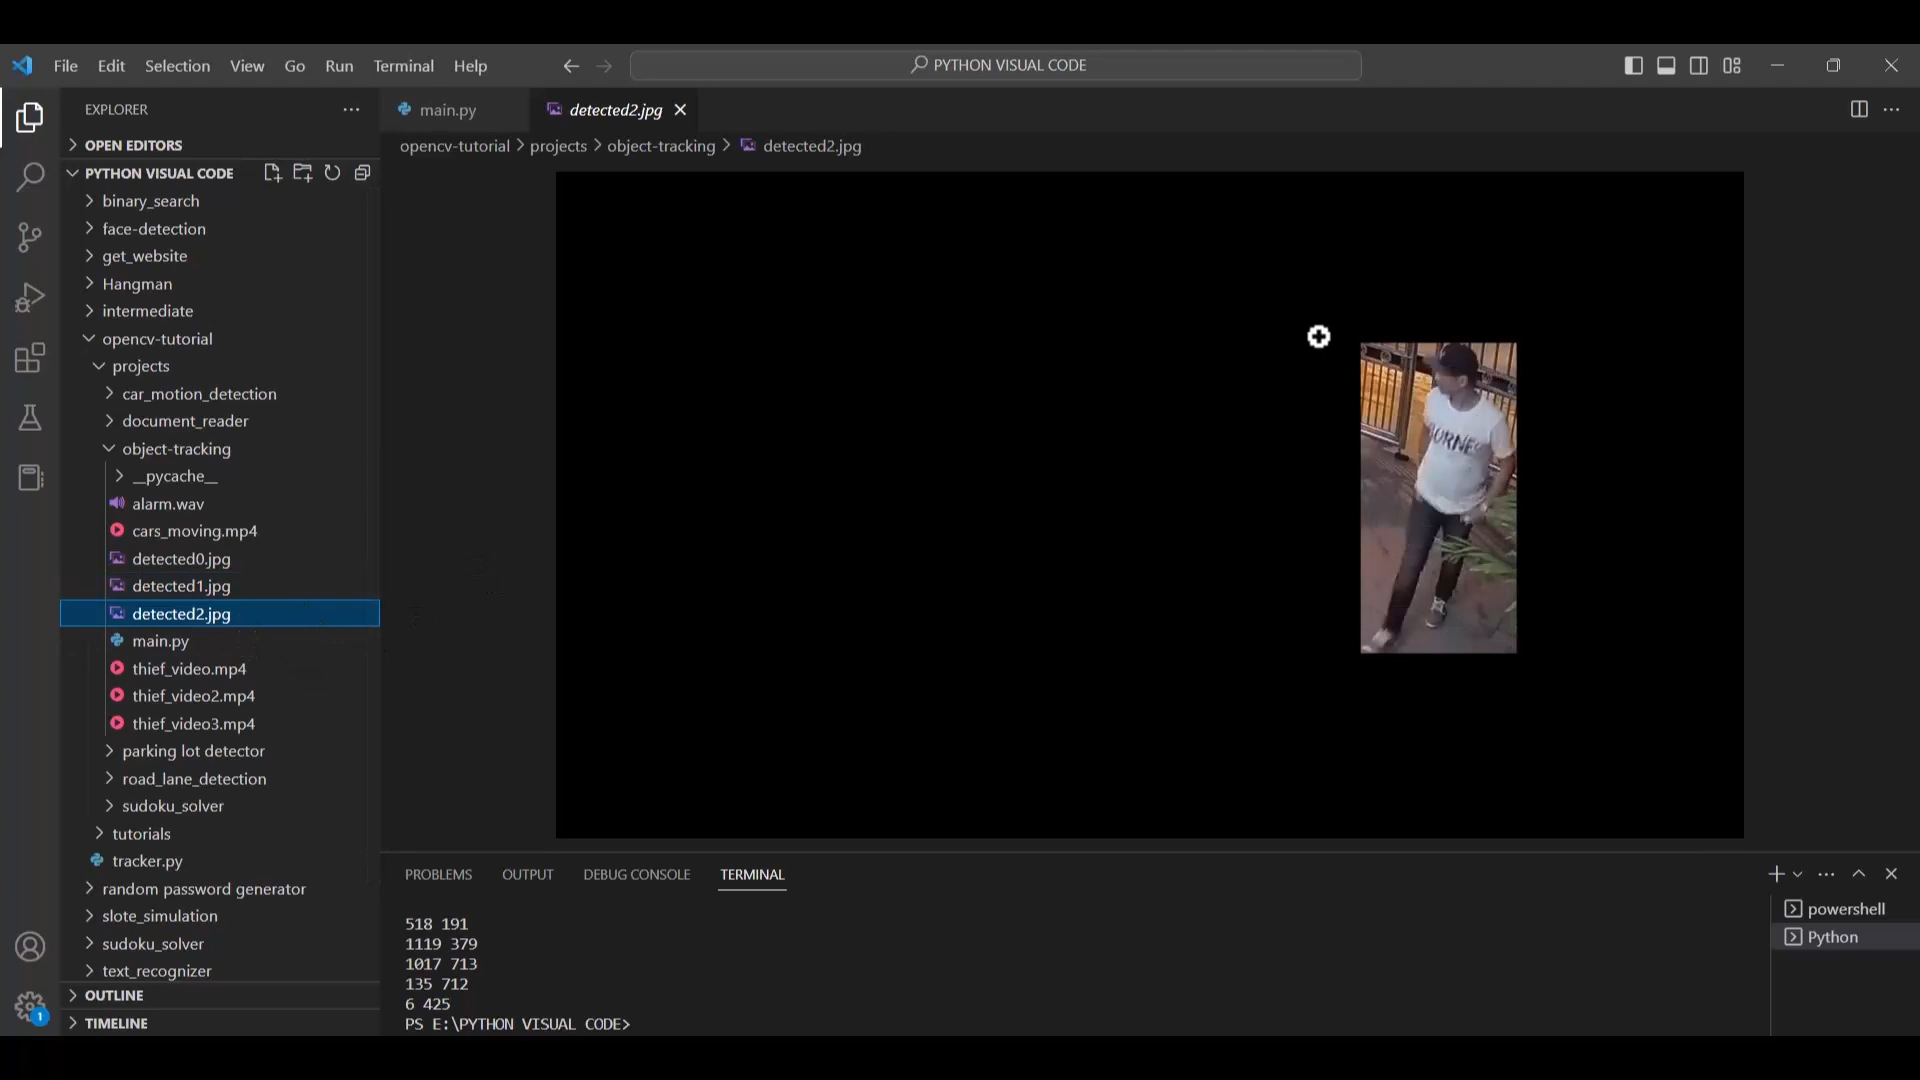 File Edit Selection View Go Run Terminal Help
PYTHON VISUAL CODE
EXPLORER
OPEN EDITORS
PYTHON VISUAL CODE
binary_search
face-detection
get_website
Hangman
intermediate
opencv-tutorial
projects
car_motion_detection
document_reader
object-tracking
__pycache__
alarm.wav
cars_moving.mp4
detected0.jpg
detected1.jpg
detected2.jpg
main.py
thief_video.mp4
thief_video2.mp4
thief_video3.mp4
parking lot detector
road_lane_detection
sudoku_solver
tutorials
tracker.py
random password generator
slote_simulation
sudoku_solver
text_recognizer
OUTLINE
TIMELINE
1
main.py
detected2.jpg
opencv-tutorial > projects > object-tracking > detected2.jpg
PROBLEMS OUTPUT DEBUG CONSOLE TERMINAL
518 191
1119 379
1017 713
135 712
6 425
PS E:\PYTHON VISUAL CODE>
powershell
Python